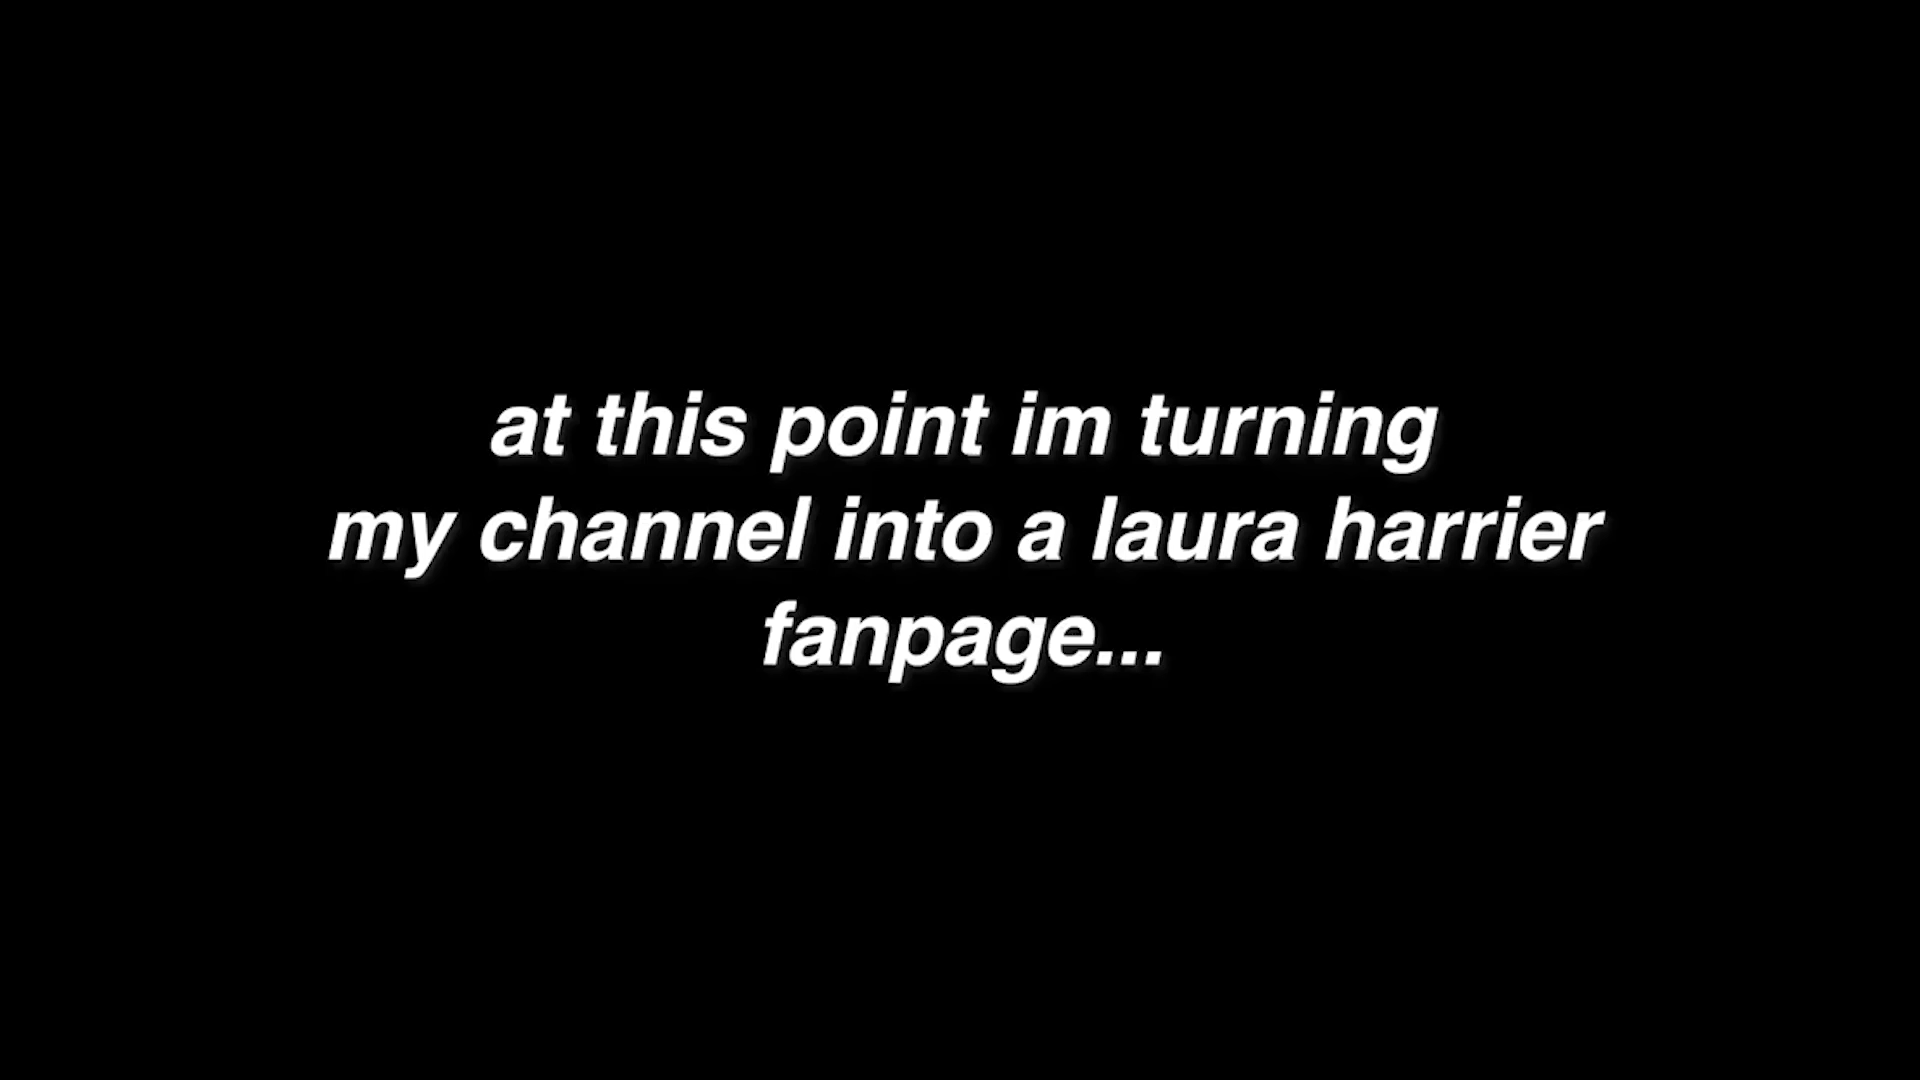 at this point im turning
my channel into a laura harrier
fanpage...